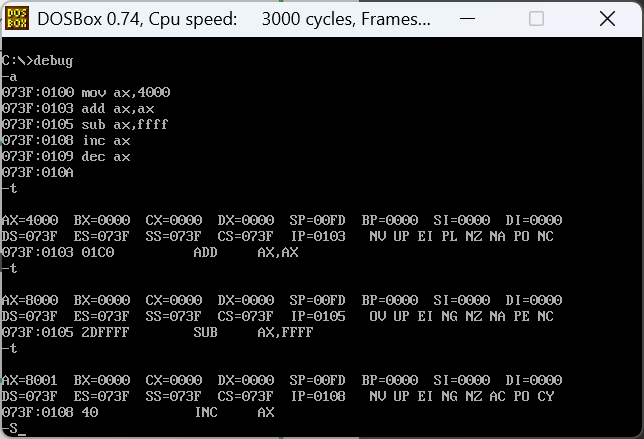 DOS
BOX
DOSBox 0.74, Cpu speed:     3000 cycles, Frames...
C:\>debug
-a
073F:0100 mov ax,4000
073F:0103 add ax,ax
073F:0105 sub ax,ffff
073F:0108 inc ax
073F:0109 dec ax
073F:010A
-t
AX=4000  BX=0000  CX=0000  DX=0000  SP=00FD  BP=0000  SI=0000  DI=0000
DS=073F  ES=073F  SS=073F  CS=073F  IP=0103   NV UP EI PL NZ NA PO NC
073F:0103 01C0          ADD     AX,AX
-t
AX=8000  BX=0000  CX=0000  DX=0000  SP=00FD  BP=0000  SI=0000  DI=0000
DS=073F  ES=073F  SS=073F  CS=073F  IP=0105   OV UP EI NG NZ NA PE NC
073F:0105 2DFFFF        SUB     AX,FFFF
-t
AX=8001  BX=0000  CX=0000  DX=0000  SP=00FD  BP=0000  SI=0000  DI=0000
DS=073F  ES=073F  SS=073F  CS=073F  IP=0108   NV UP EI NG NZ AC PO CY
073F:0108 40            INC     AX
-S_